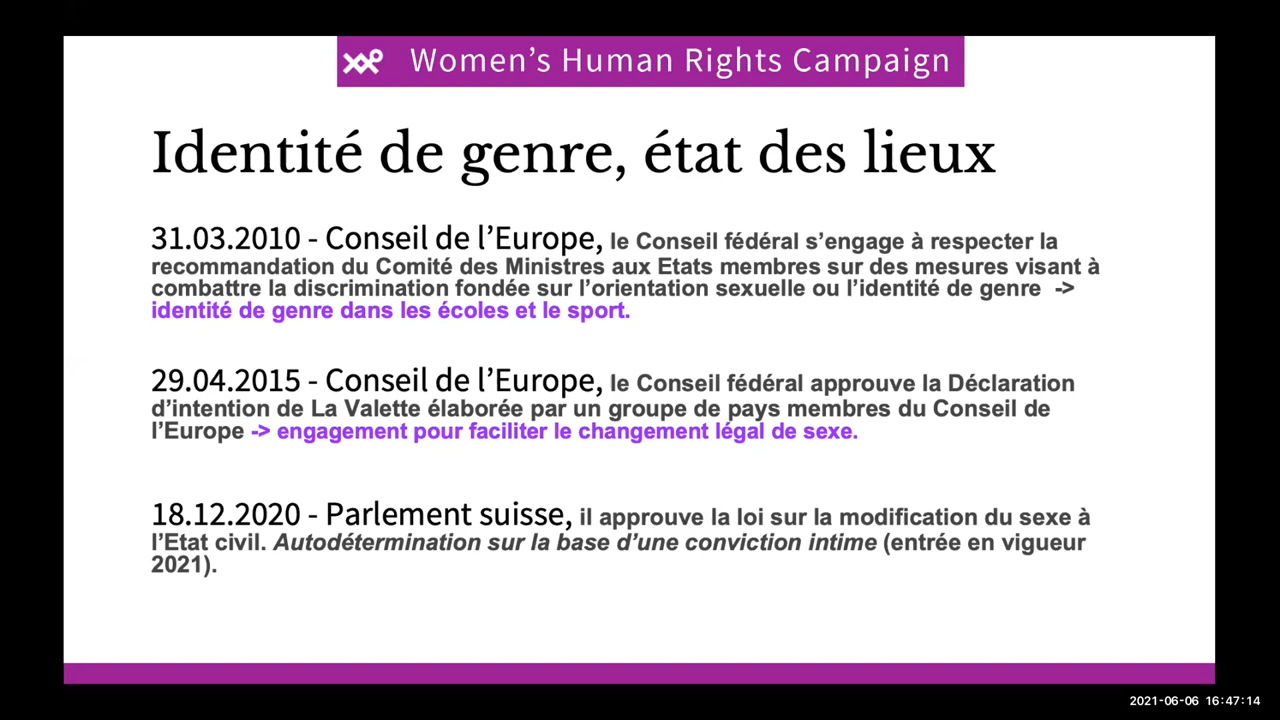 Women's Human Rights Campaign
Identité de genre, état des lieux
31.03.2010 - Conseil de l'Europe, le Conseil fédéral s'engage à respecter la
recommandation du Comité des Ministres aux Etats membres sur des mesures visant à
combattre la discrimination fondée sur l'orientation sexuelle ou l'identité de genre ->
identité de genre dans les écoles et le sport.
29.04.2015 - Conseil de l'Europe, le Conseil fédéral approuve la Déclaration
d'intention de La Valette élaborée par un groupe de pays membres du Conseil de
l'Europe -> engagement pour faciliter le changement légal de sexe.
18.12.2020 - Parlement suisse, il approuve la loi sur la modification du sexe à
l'Etat civil. Autodétermination sur la base d'une conviction intime (entrée en vigueur
2021).
2021-06-06 16:47:14